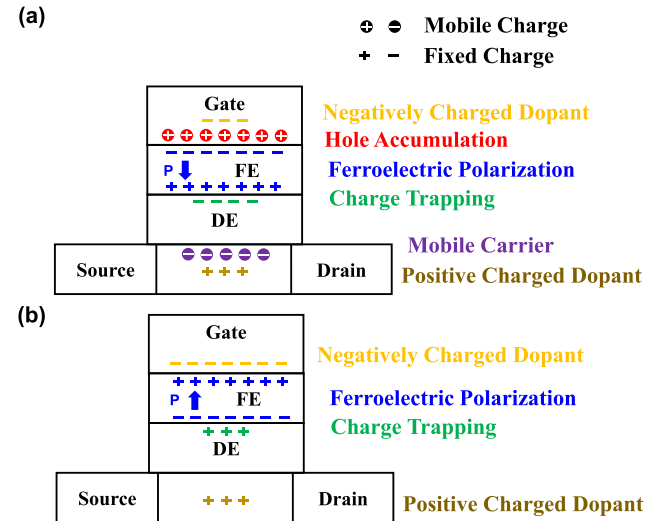 (a)
Mobile Charge
Fixed Charge
Gate
Negatively Charged Dopant
Hole Accumulation
P FE Ferroelectric Polarization
Charge Trapping
DE
Mobile Carrier
Source Drain Positive Charged Dopant
(b)
Gate
Negatively Charged Dopant
P FE Ferroelectric Polarization
Charge Trapping
DE
Source Drain Positive Charged Dopant